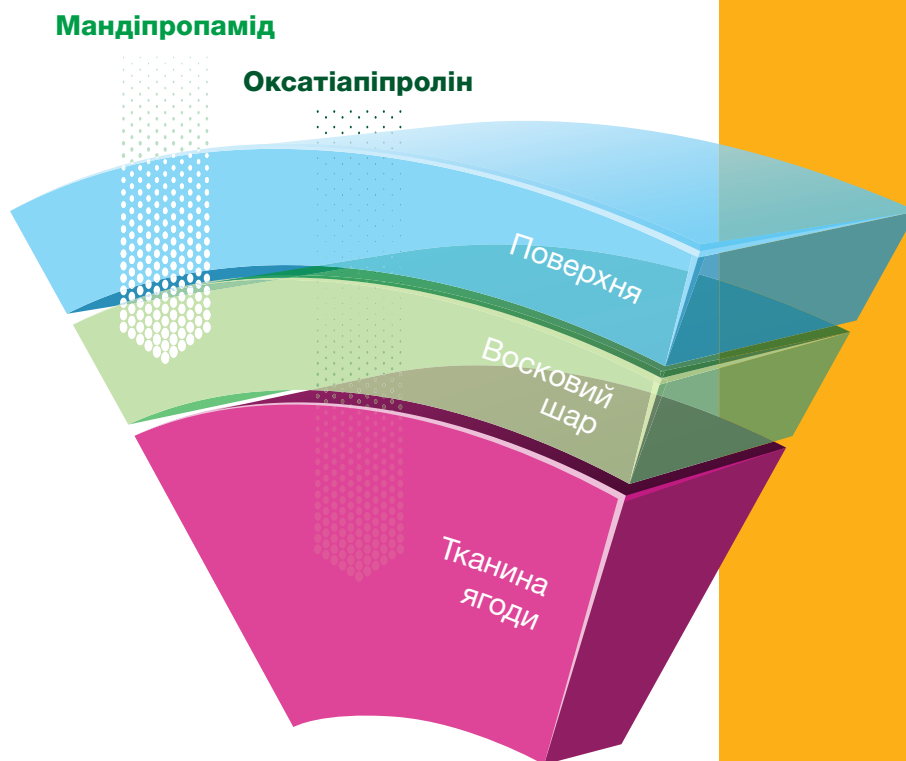 Мандіпропамід
Оксатіапіпролін
Поверхня
Восковий
шар
Тканина
ягоди